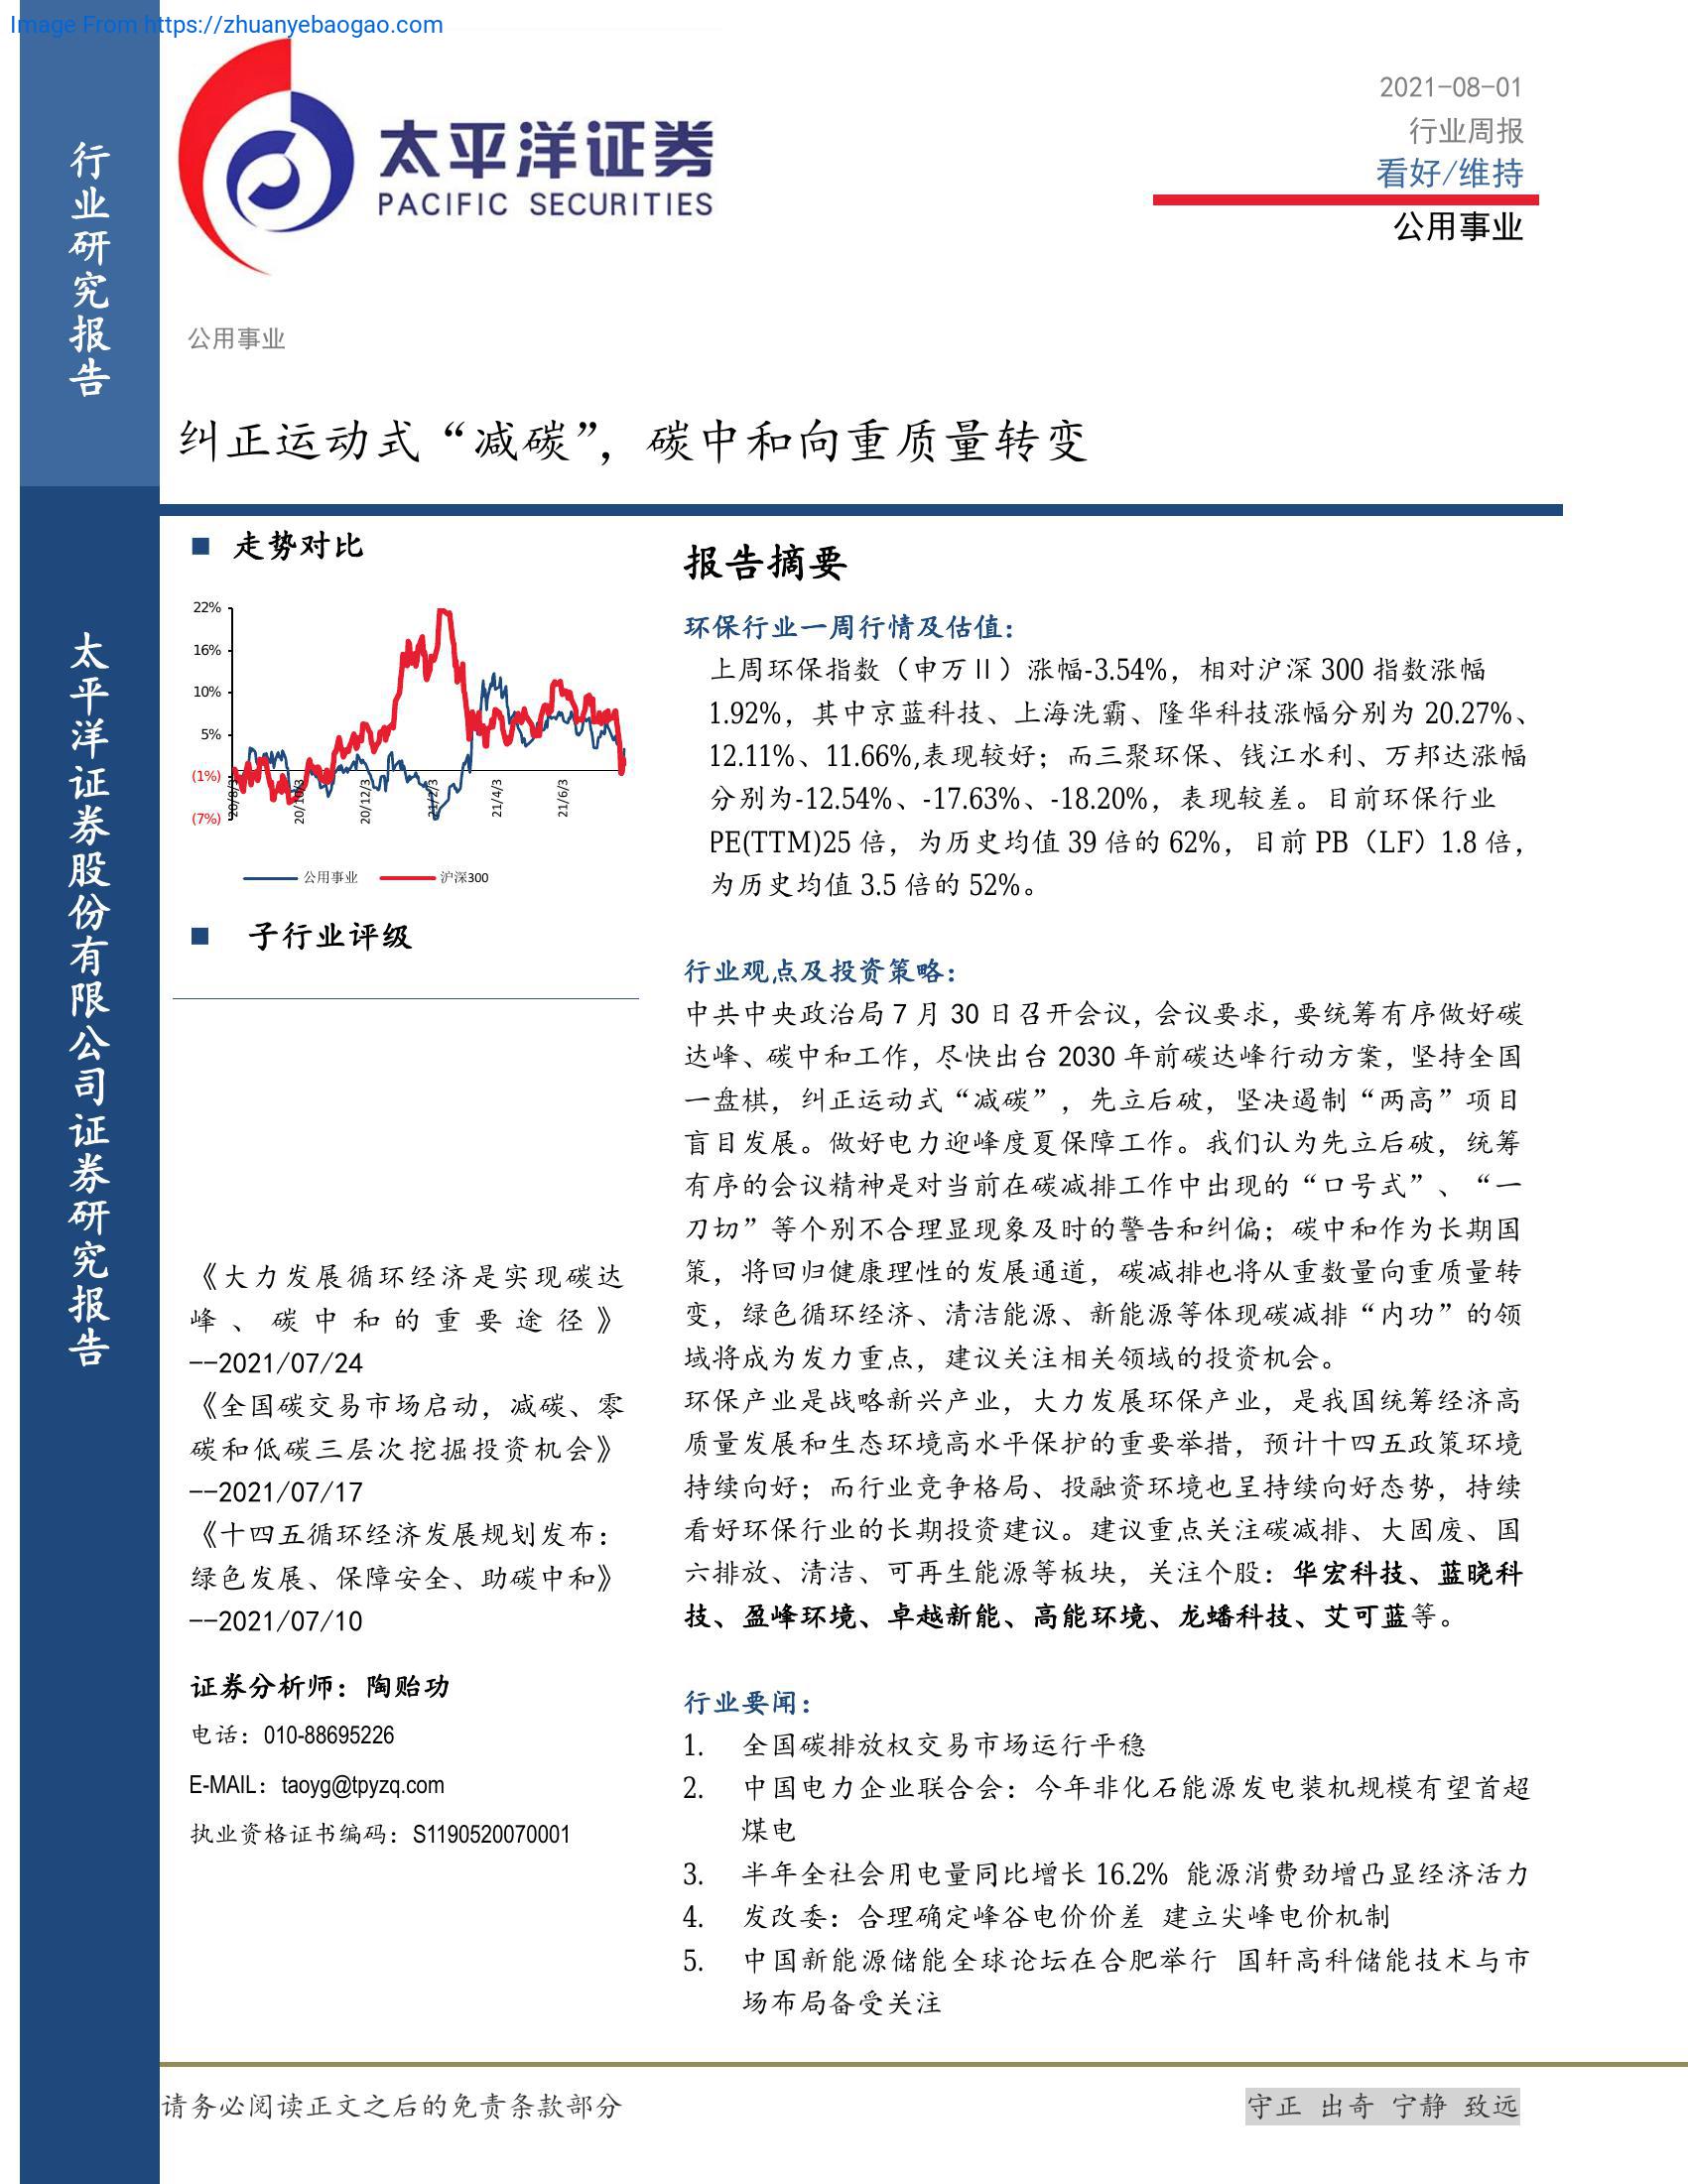 Image From https://zhuanyebaogao.com
行业研究报告
太平洋证券股份有限公司证券研究报告
太平洋证券
PACIFIC SECURITIES
2021-08-01
行业周报
看好/维持
公用事业
公用事业
纠正运动式“减碳”，碳中和向重质量转变
走势对比
22%
16%
10%
5%
(1%)
(7%)
20/8/3
20/10/3
20/12/3
21/2/3
21/4/3
21/6/3
公用事业
沪深300
子行业评级
《大力发展循环经济是实现碳达
峰、碳中和的重要途径》
--2021/07/24
《全国碳交易市场启动，减碳、零
碳和低碳三层次挖掘投资机会》
--2021/07/17
《十四五循环经济发展规划发布：
绿色发展、保障安全、助碳中和》
--2021/07/10
证券分析师：陶贻功
电话：010-88695226
E-MAIL：taoyg@tpyzq.com
执业资格证书编码：S1190520070001
报告摘要
环保行业一周行情及估值：
上周环保指数（申万Ⅱ）涨幅-3.54%，相对沪深 300 指数涨幅
1.92%，其中京蓝科技、上海洗霸、隆华科技涨幅分别为 20.27%、
12.11%、11.66%,表现较好；而三聚环保、钱江水利、万邦达涨幅
分别为-12.54%、-17.63%、-18.20%，表现较差。目前环保行业
PE(TTM)25 倍，为历史均值 39 倍的 62%，目前 PB（LF）1.8 倍，
为历史均值 3.5 倍的 52%。
行业观点及投资策略：
中共中央政治局 7 月 30 日召开会议，会议要求，要统筹有序做好碳
达峰、碳中和工作，尽快出台 2030 年前碳达峰行动方案，坚持全国
一盘棋，纠正运动式“减碳”，先立后破，坚决遏制“两高”项目
盲目发展。做好电力迎峰度夏保障工作。我们认为先立后破，统筹
有序的会议精神是对当前在碳减排工作中出现的“口号式”、“一
刀切”等个别不合理显现象及时的警告和纠偏；碳中和作为长期国
策，将回归健康理性的发展通道，碳减排也将从重数量向重质量转
变，绿色循环经济、清洁能源、新能源等体现碳减排“内功”的领
域将成为发力重点，建议关注相关领域的投资机会。
环保产业是战略新兴产业，大力发展环保产业，是我国统筹经济高
质量发展和生态环境高水平保护的重要举措，预计十四五政策环境
持续向好；而行业竞争格局、投融资环境也呈持续向好态势，持续
看好环保行业的长期投资建议。建议重点关注碳减排、大固废、国
六排放、清洁、可再生能源等板块，关注个股：华宏科技、蓝晓科
技、盈峰环境、卓越新能、高能环境、龙蟠科技、艾可蓝等。
行业要闻：
1. 全国碳排放权交易市场运行平稳
2. 中国电力企业联合会：今年非化石能源发电装机规模有望首超
煤电
3. 半年全社会用电量同比增长 16.2% 能源消费劲增凸显经济活力
4. 发改委：合理确定峰谷电价价差 建立尖峰电价机制
5. 中国新能源储能全球论坛在合肥举行 国轩高科储能技术与市
场布局备受关注
请务必阅读正文之后的免责条款部分
守正 出奇 宁静 致远